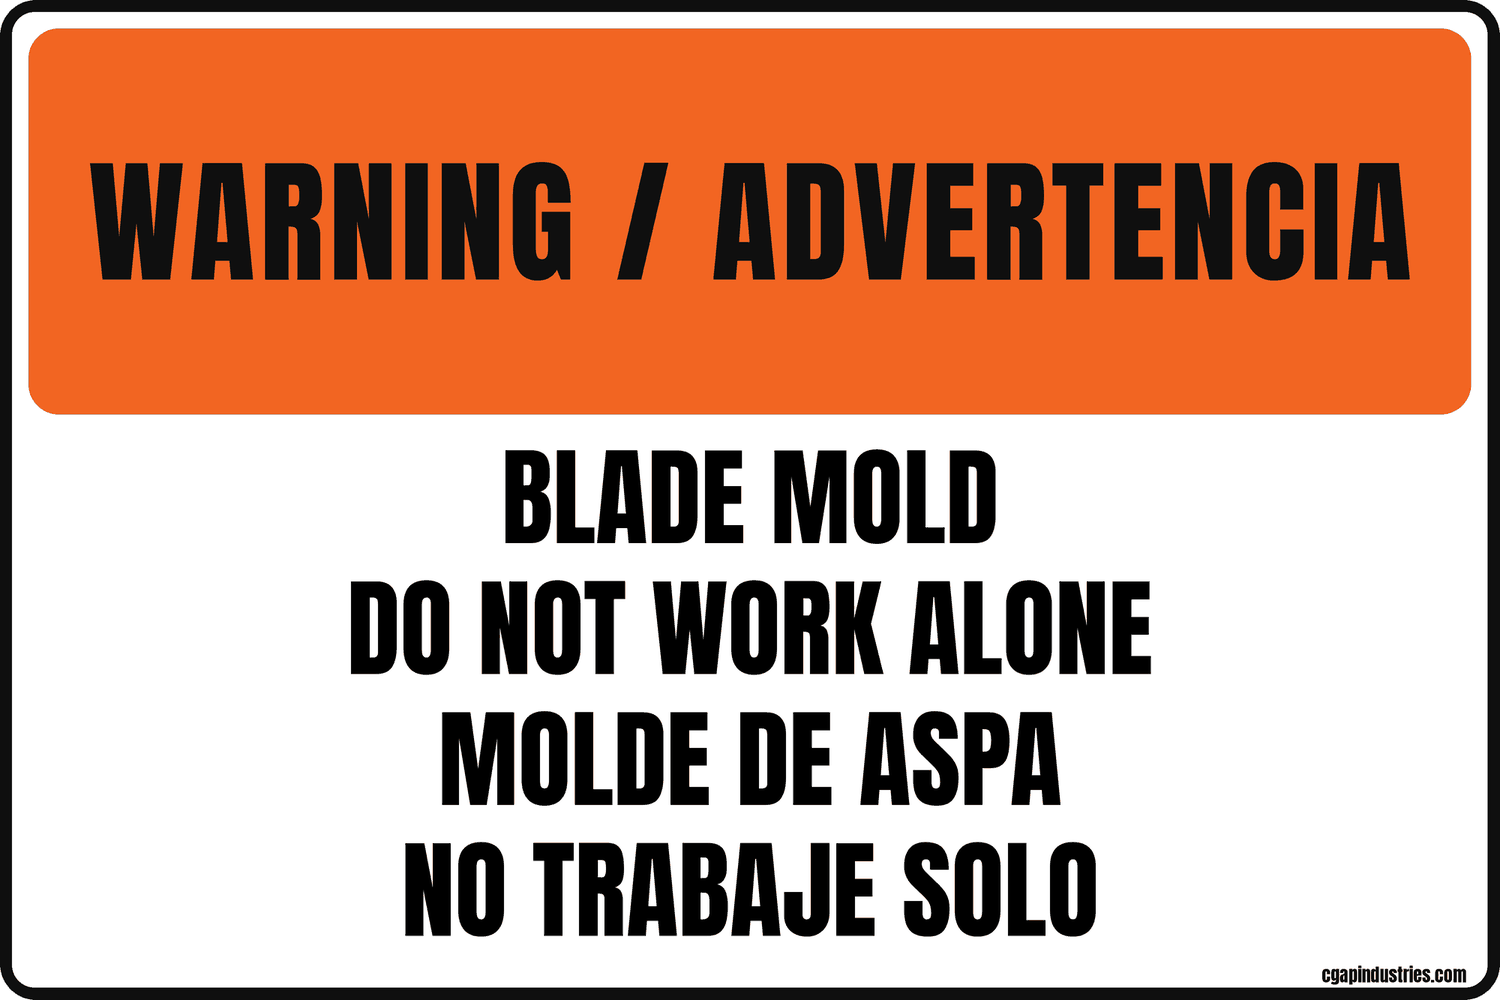 WARNING / ADVERTENCIA
BLADE MOLD
DO NOT WORK ALONE
MOLDE DE ASPA
NO TRABAJE SOLO
cgapindustries.com